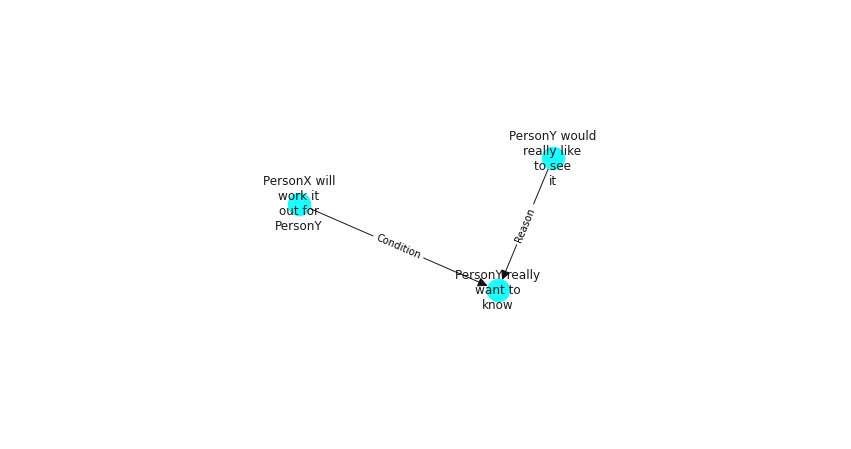 PersonY would
really like
to see
it
PersonX will
work it
out for
PersonY
Condition
Reason
PersonY really
want to
know